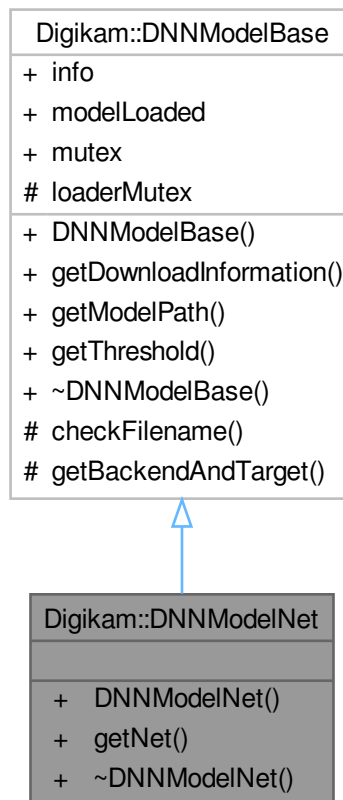 Digikam::DNNModelBase
+ info
+ modelLoaded
+ mutex
# loaderMutex
+ DNNModelBase()
+ getDownloadInformation()
+ getModelPath()
+ getThreshold()
+ ~DNNModelBase()
# checkFilename()
# getBackendAndTarget()
Digikam::DNNModelNet
+ DNNModelNet()
+ getNet()
+ ~DNNModelNet()